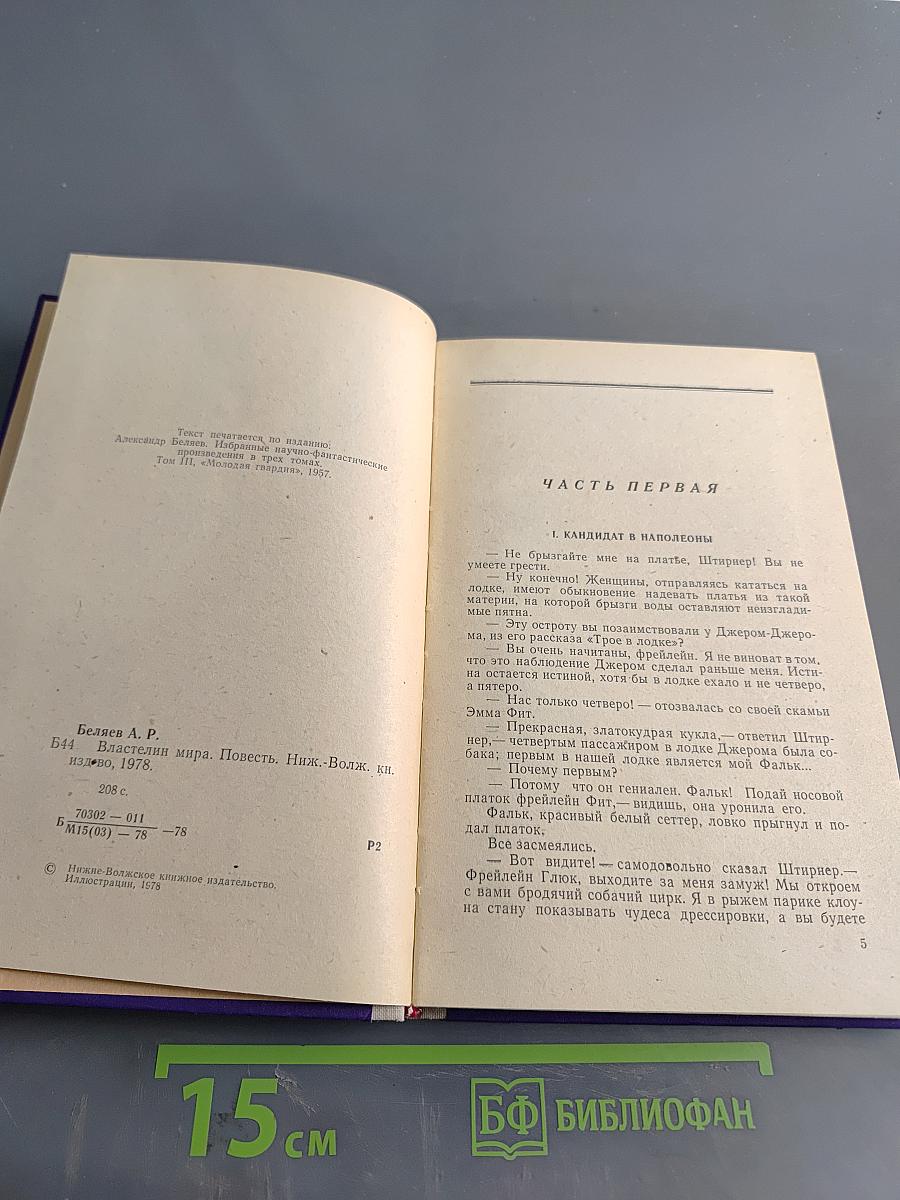 Текст печатается по изданию:
Александр Беляев. Избранные научно-фантастические
произведения в трех томах.
Том III, «Молодая гвардия», 1957.
Беляев А. Р.
Б44 Властелин мира. Повесть. Ниж.-Волж. кн.
изд-во, 1978.
208 с.
Б 70302 — 011
М15(03) — 78 —78
Р2
© Нижне-Волжское книжное издательство.
Иллюстрации, 1978
ЧАСТЬ ПЕРВАЯ
I. КАНДИДАТ В НАПОЛЕОНЫ
— Не брызгайте мне на платье, Штирнер! Вы не
умеете грести.
— Ну конечно! Женщины, отправляясь кататься на
лодке, имеют обыкновение надевать платья из такой
материи, на которой брызги воды оставляют неизглади-
мые пятна.
— Эту остроту вы позаимствовали у Джером-Джеро-
ма, из его рассказа «Трое в лодке»?
— Вы очень начитаны, фрейлейн. Я не виноват в том,
что это наблюдение Джером сделал раньше меня. Исти-
на остается истиной, хотя бы в лодке ехало и не четверо,
а пятеро.
— Нас только четверо! — отозвалась со своей скамьи
Эмма Фит.
— Прекрасная, златокудрая кукла,— ответил Штир-
нер,— четвертым пассажиром в лодке Джерома была со-
бака; первым в нашей лодке является мой Фальк...
— Почему первым?
— Потому что он гениален. Фальк! Подай носовой
платок фрейлейн Фит,— видишь, она уронила его.
Фальк, красивый белый сеттер, ловко прыгнул и по-
дал платок.
Все засмеялись.
— Вот видите! — самодовольно сказал Штирнер.—
Фрейлейн Глюк, выходите за меня замуж! Мы откроем
с вами бродячий собачий цирк. Я в рыжем парике клоу-
на стану показывать чудеса дрессировки, а вы будете
5
15 см
БФ БИБЛИОФАН